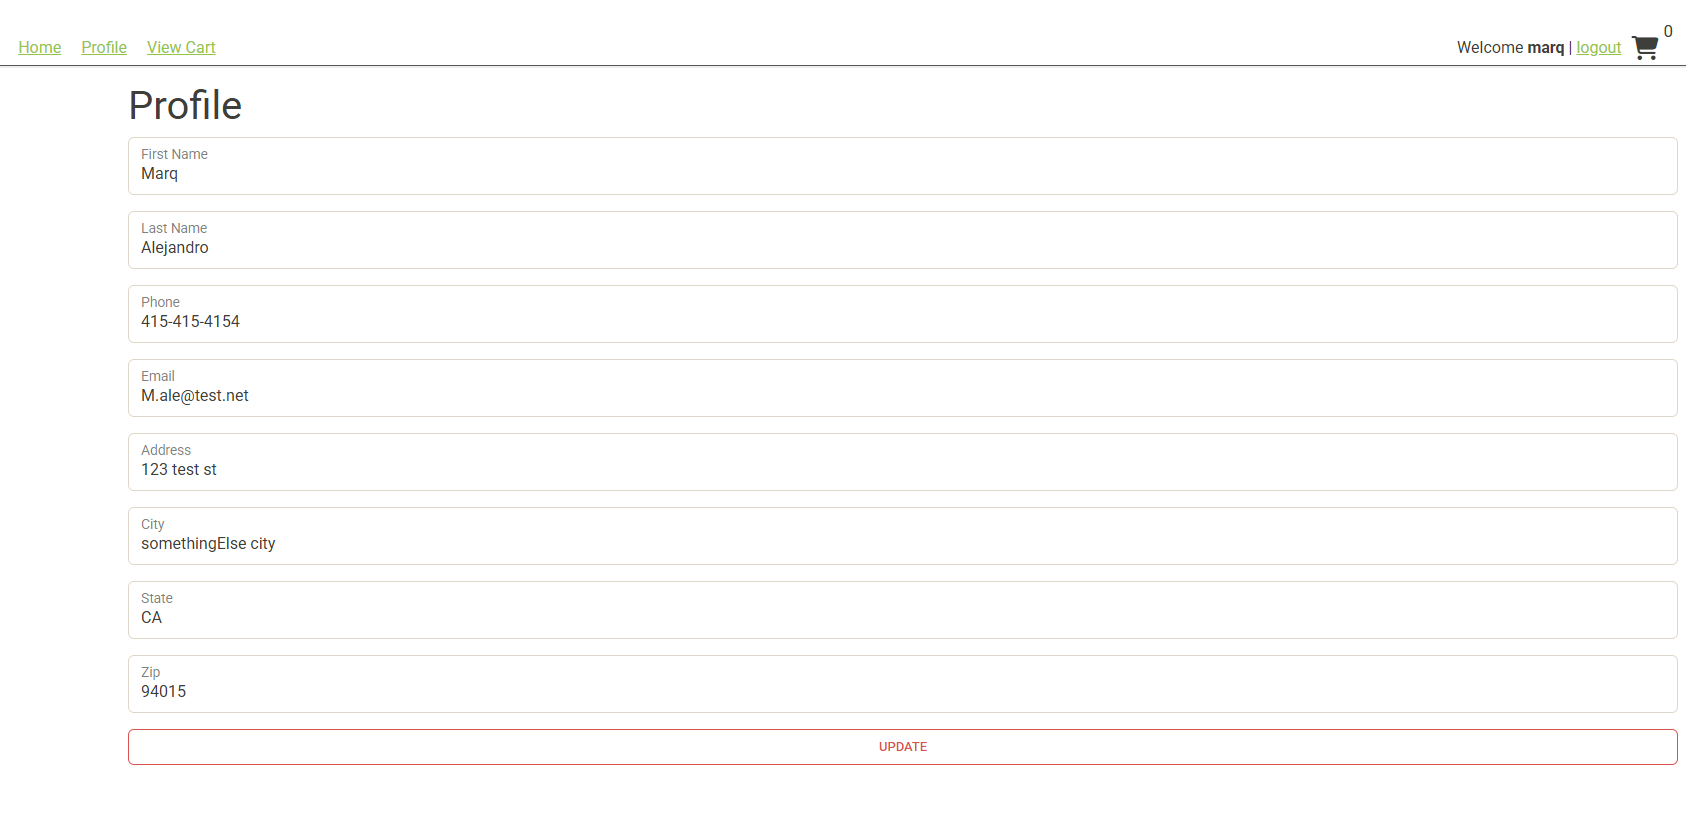 Home Profile View Cart Welcome marq | logout 0
Profile
First Name
Marq
Last Name
Alejandro
Phone
415-415-4154
Email
M.ale@test.net
Address
123 test st
City
somethingElse city
State
CA
Zip
94015
UPDATE